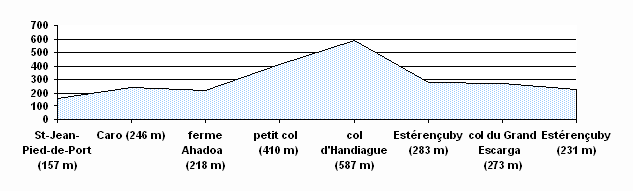 700
600
500
400
300
200
100
0
St-Jean-
Pied-de-Port
(157 m)
Caro (246 m)
ferme
Ahadoa
(218 m)
petit col
(410 m)
col
d'Handiague
(587 m)
Estérençuby
(283 m)
col du Grand
Escarga
(273 m)
Estérençuby
(231 m)